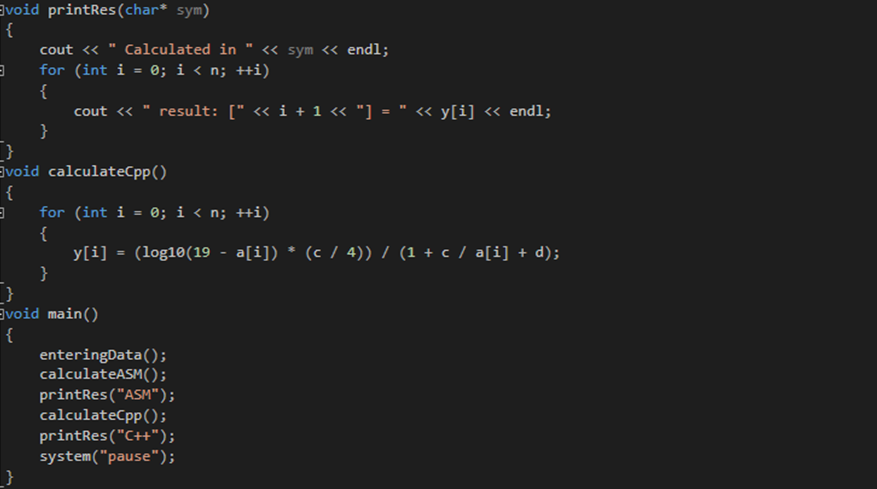 void printRes(char* sym)
{
    cout << " Calculated in " << sym << endl;
    for (int i = 0; i < n; ++i)
    {
        cout << " result: [" << i + 1 << "] = " << y[i] << endl;
    }
}
void calculateCpp()
{
    for (int i = 0; i < n; ++i)
    {
        y[i] = (log10(19 - a[i]) * (c / 4)) / (1 + c / a[i] + d);
    }
}
void main()
{
    enteringData();
    calculateASM();
    printRes("ASM");
    calculateCpp();
    printRes("C++");
    system("pause");
}